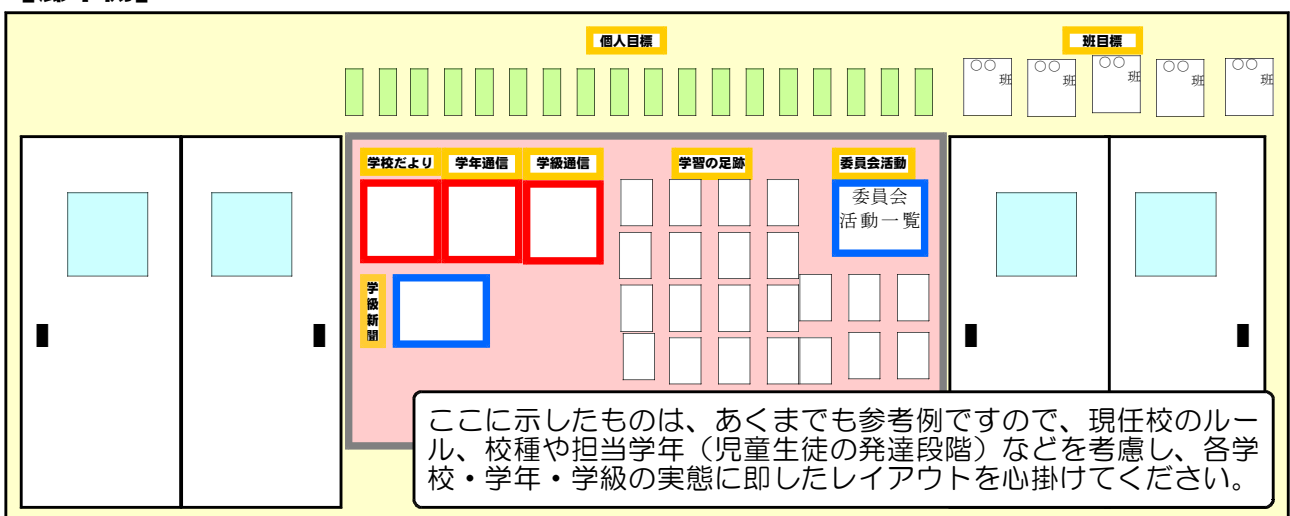 個人目標
班目標
○○班
○○班
○○班
○○班
○○班
学校だより
学年通信
学級通信
学習の足跡
委員会活動
委員会
活動一覧
学級新聞
ここに示したものは、あくまでも参考例ですので、現任校のルー
ル、校種や担当学年（児童生徒の発達段階）などを考慮し、各学
校・学年・学級の実態に即したレイアウトを心掛けてください。